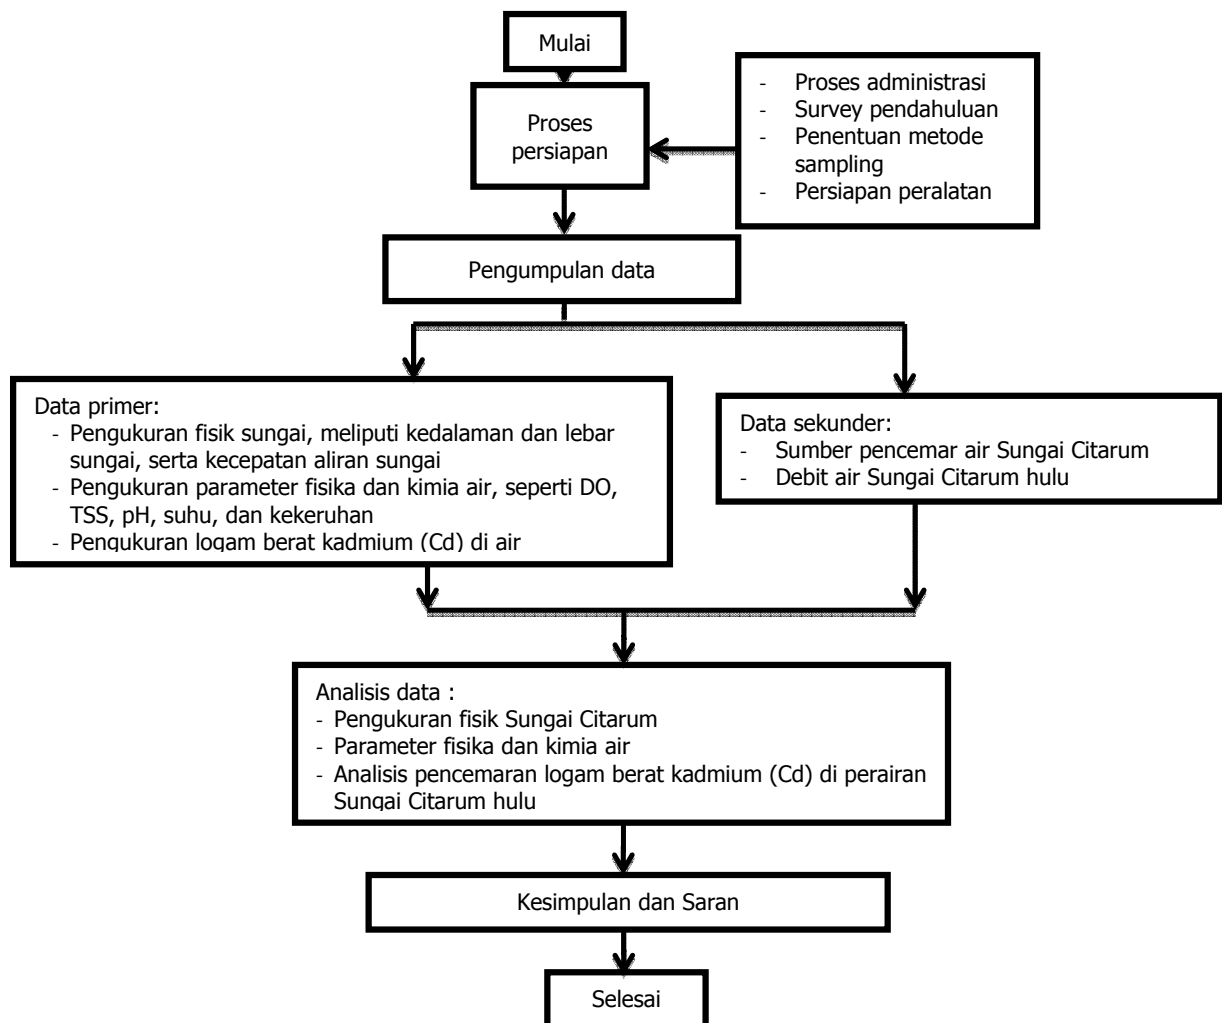 Mulai
Proses
persiapan
- Proses administrasi
- Survey pendahuluan
- Penentuan metode
sampling
- Persiapan peralatan
Pengumpulan data
Data primer:
- Pengukuran fisik sungai, meliputi kedalaman dan lebar
sungai, serta kecepatan aliran sungai
- Pengukuran parameter fisika dan kimia air, seperti DO,
TSS, pH, suhu, dan kekeruhan
- Pengukuran logam berat kadmium (Cd) di air
Data sekunder:
- Sumber pencemar air Sungai Citarum
- Debit air Sungai Citarum hulu
Analisis data :
- Pengukuran fisik Sungai Citarum
- Parameter fisika dan kimia air
- Analisis pencemaran logam berat kadmium (Cd) di perairan
Sungai Citarum hulu
Kesimpulan dan Saran
Selesai